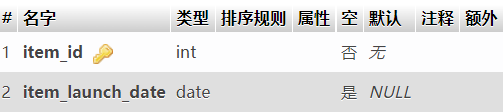 # 名字 类型 排序规则 属性 空 默认 注释 额外
1 item_id int 否 无
2 item_launch_date date 是 NULL